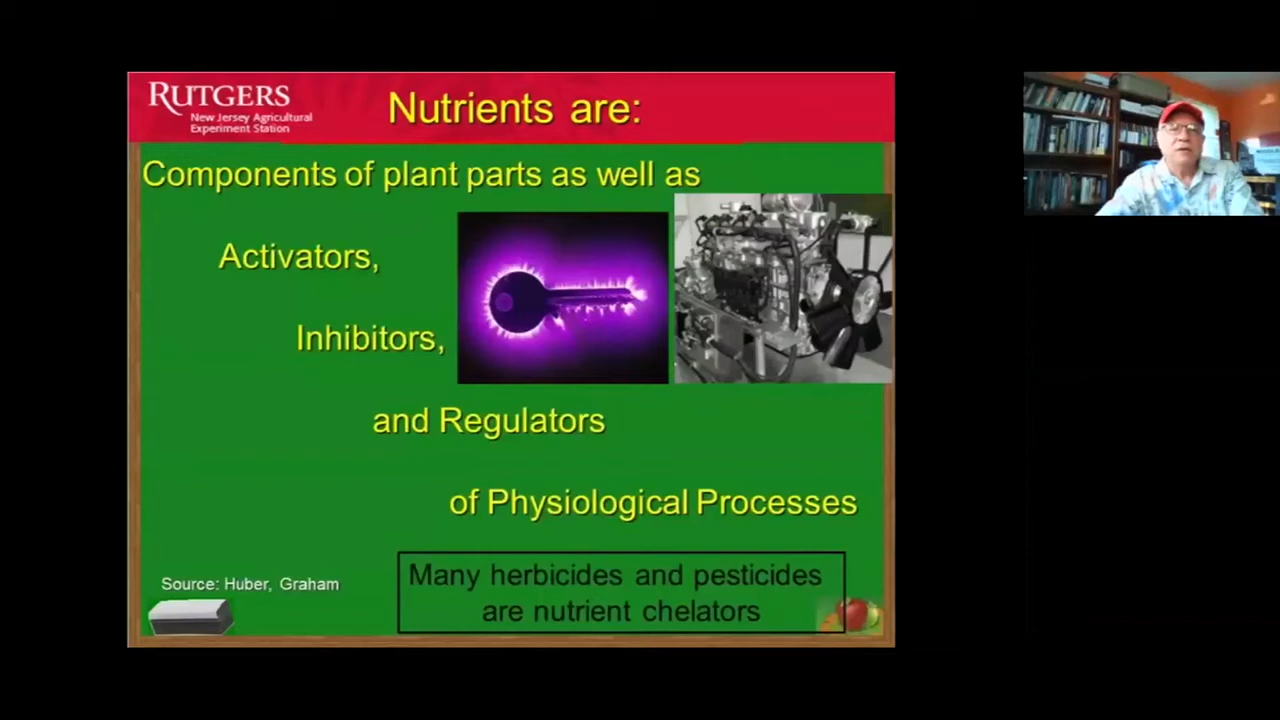 RUTGERS
New Jersey Agricultural
Experiment Station
Nutrients are:
Components of plant parts as well as
Activators,
Inhibitors,
and Regulators
of Physiological Processes
Source: Huber, Graham
Many herbicides and pesticides
are nutrient chelators